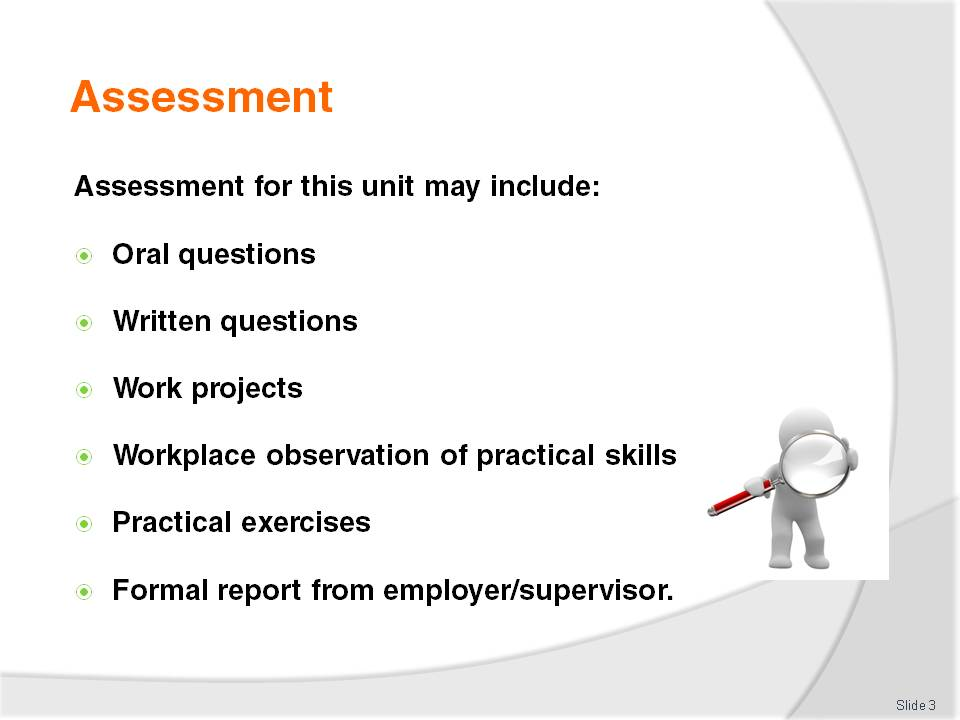 Assessment
Assessment for this unit may include:
Oral questions
Written questions
Work projects
Workplace observation of practical skills
Practical exercises
Formal report from employer/supervisor.
Slide 3